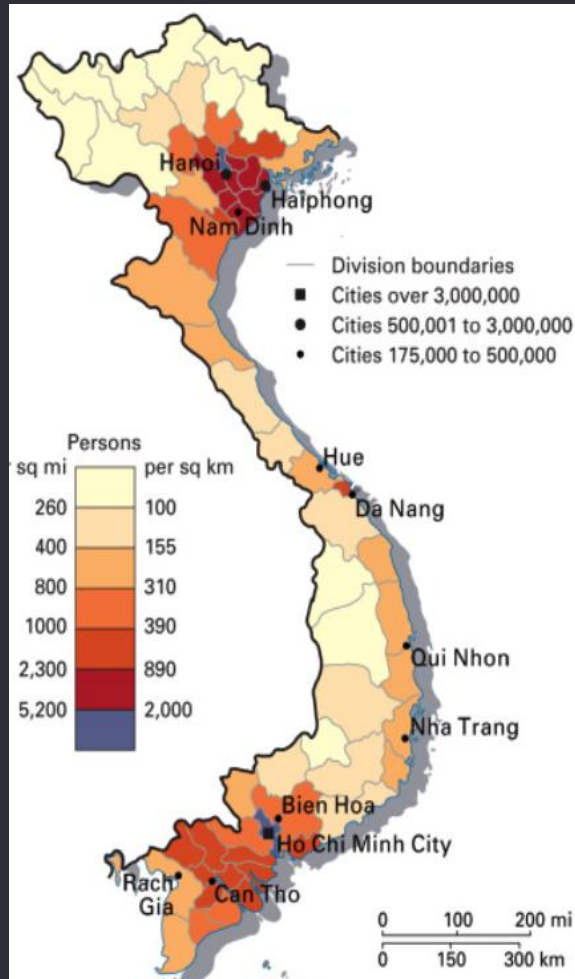 Hanoi
Haiphong
Nam Dinh
Division boundaries
Cities over 3,000,000
Cities 500,001 to 3,000,000
Cities 175,000 to 500,000
Persons
sq mi per sq km
260 100
400 155
800 310
1000 390
2,300 890
5,200 2,000
Hue
Da Nang
Qui Nhon
Nha Trang
Bien Hoa
Ho Chi Minh City
Rach
Gia
Can Tho
0 100 200 mi
0 150 300 km